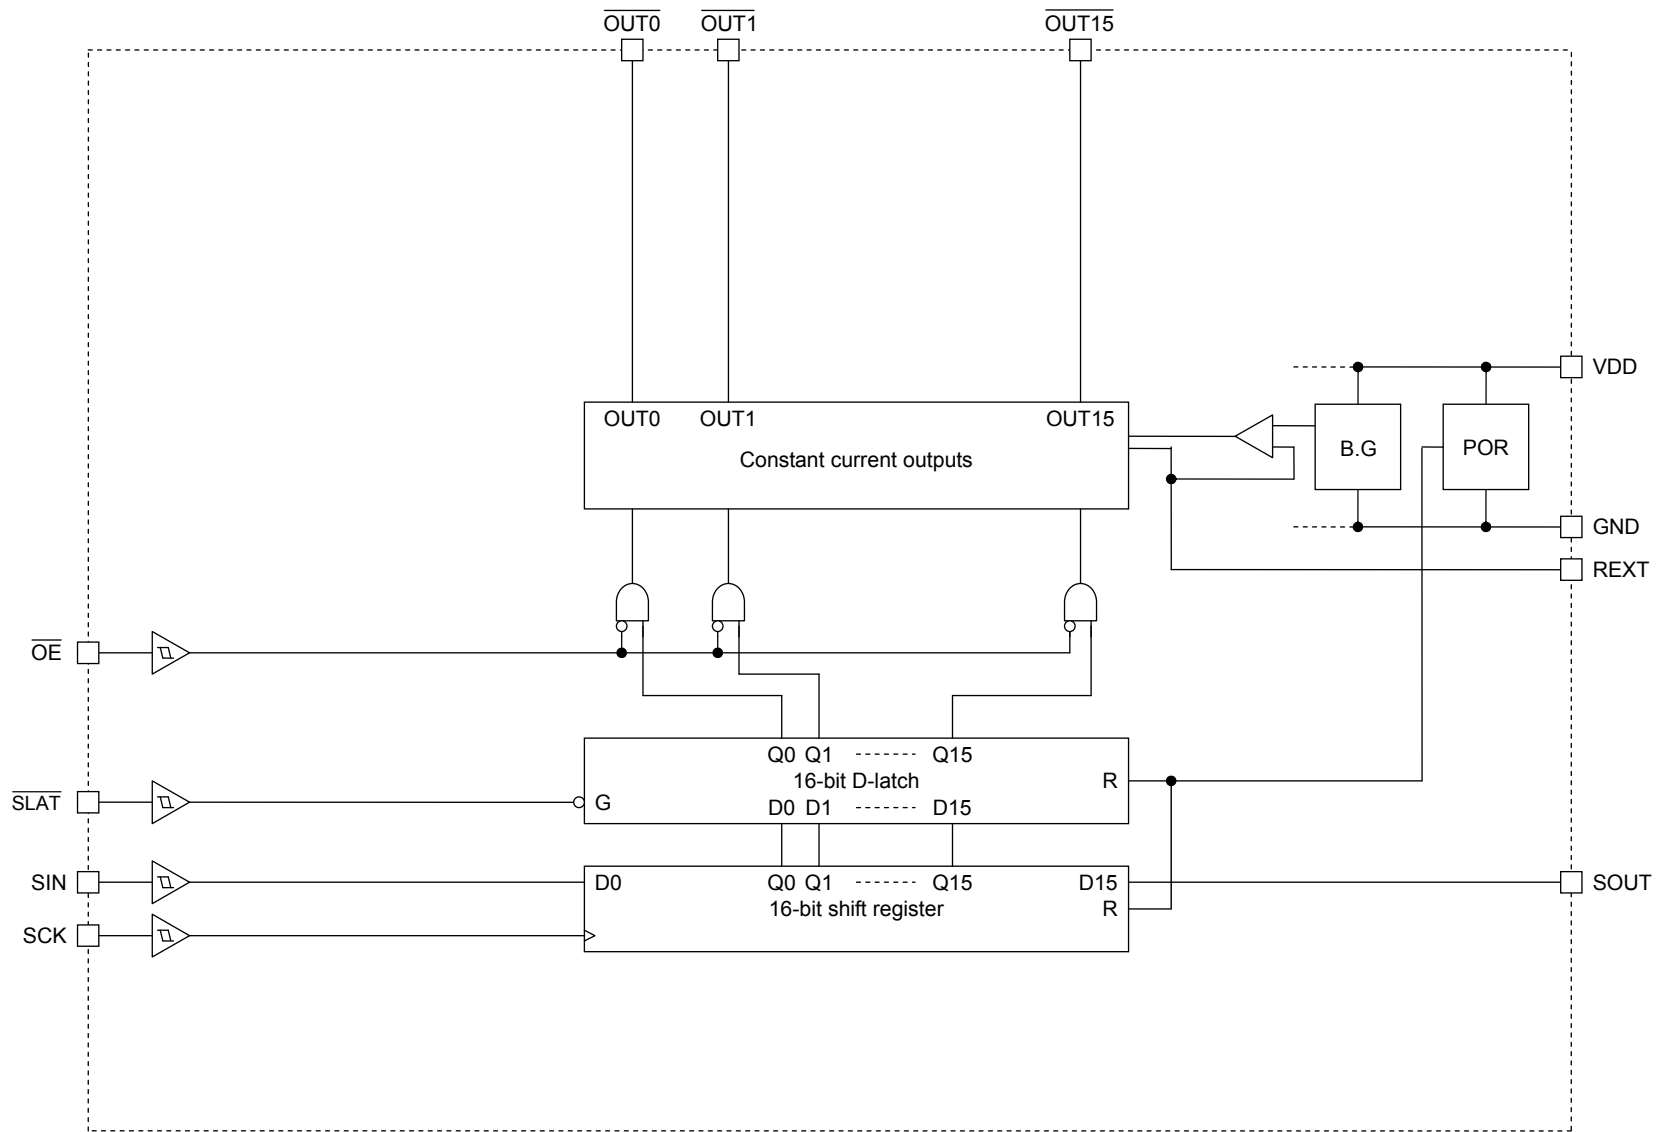 OUT0 OUT1 OUT15
VDD
OUT0 OUT1 OUT15
Constant current outputs
B.G
POR
GND
REXT
OE
Q0 Q1 Q15
16-bit D-latch
R
SLAT
G
D0 D1 D15
SIN
D0
Q0 Q1 Q15
D15
SOUT
16-bit shift register
R
SCK